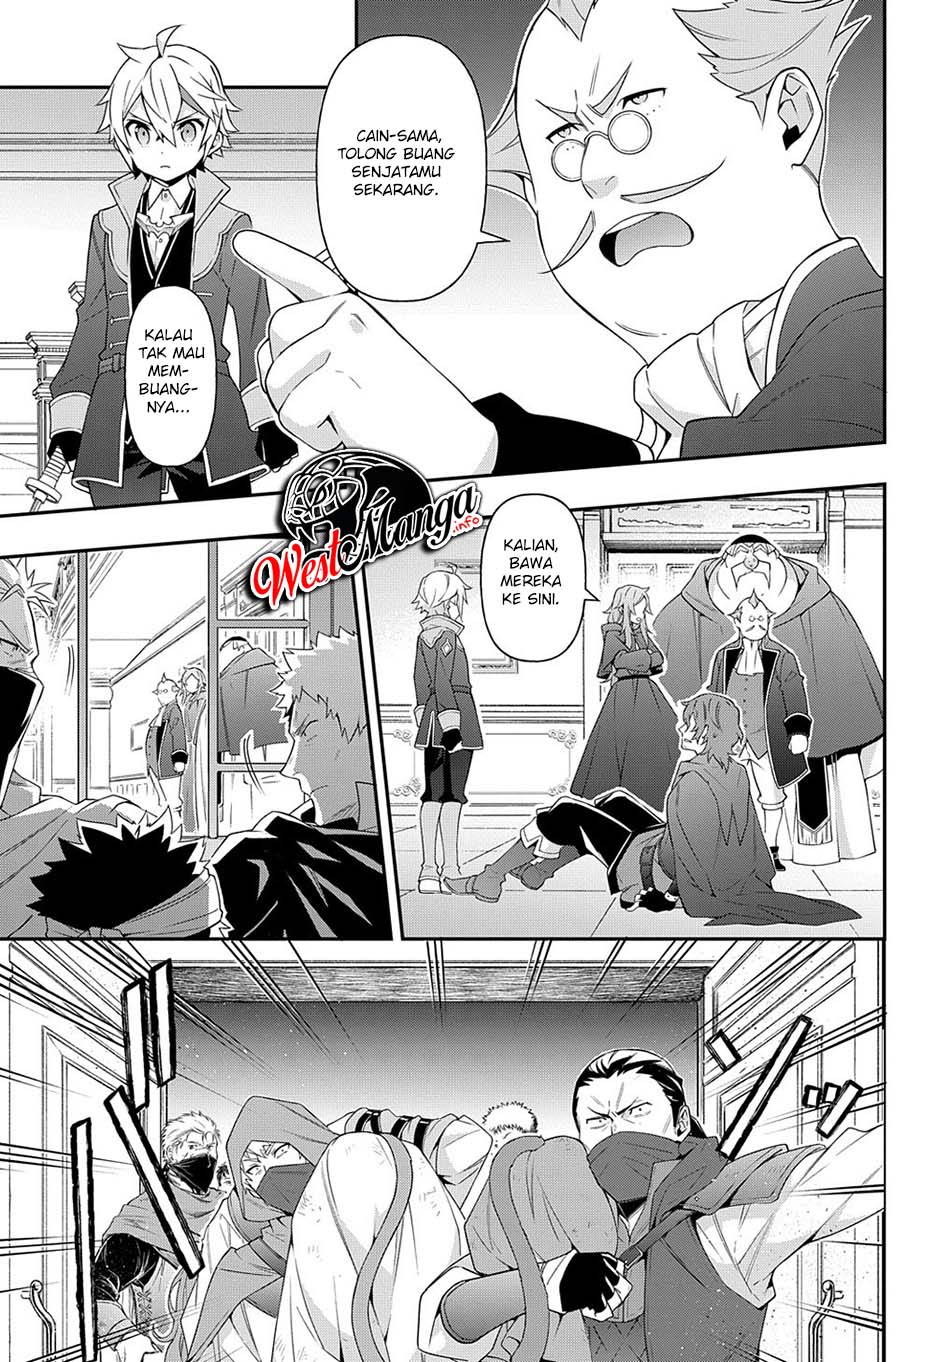 CAIN-SAMA,
TOLONG BUANG
SENJATAMU
SEKARANG.
KALAU
TAK MAU
MEM-
BUANG-
NYA...
WestManga
.info
KALIAN,
BAWA
MEREKA
KE SINI.